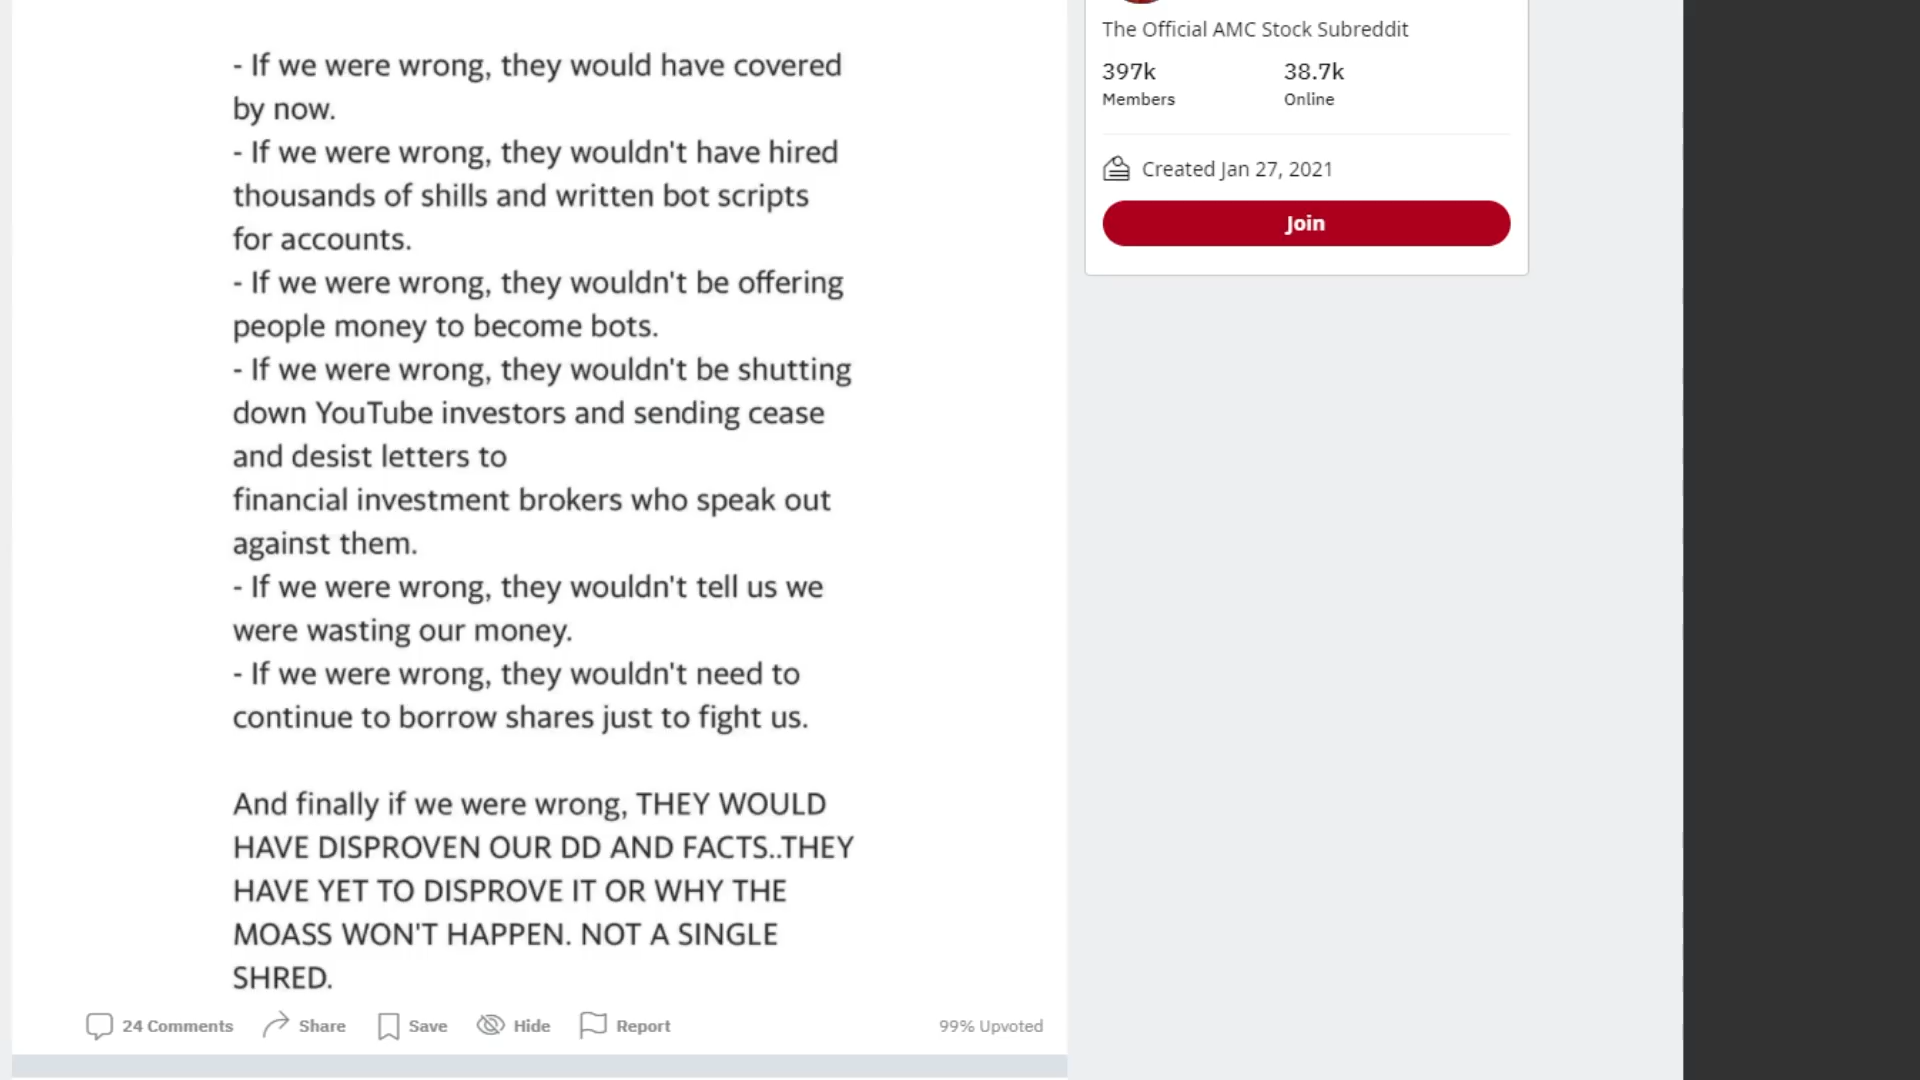 - If we were wrong, they would have covered
by now.
- If we were wrong, they wouldn't have hired
thousands of shills and written bot scripts
for accounts.
- If we were wrong, they wouldn't be offering
people money to become bots.
- If we were wrong, they wouldn't be shutting
down YouTube investors and sending cease
and desist letters to
financial investment brokers who speak out
against them.
- If we were wrong, they wouldn't tell us we
were wasting our money.
- If we were wrong, they wouldn't need to
continue to borrow shares just to fight us.
And finally if we were wrong, THEY WOULD
HAVE DISPROVEN OUR DD AND FACTS..THEY
HAVE YET TO DISPROVE IT OR WHY THE
MOASS WON'T HAPPEN. NOT A SINGLE
SHRED.
24 Comments Share Save Hide Report 99% Upvoted
The Official AMC Stock Subreddit
397k 38.7k
Members Online
Created Jan 27, 2021
Join